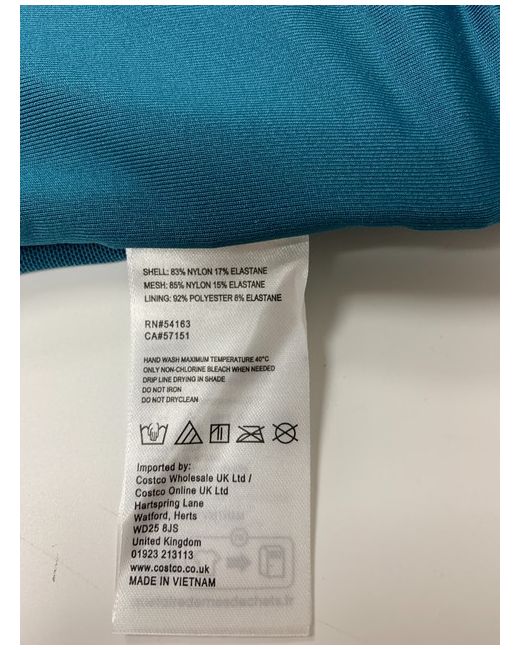 SHELL: 83% NYLON 17% ELASTANE
MESH: 85% NYLON 15% ELASTANE
LINING: 92% POLYESTER 8% ELASTANE
RN#54163
CA#57151
HAND WASH MAXIMUM TEMPERATURE 40°C
ONLY NON-CHLORINE BLEACH WHEN NEEDED
DRIP LINE DRYING IN SHADE
DO NOT IRON
DO NOT DRYCLEAN
Imported by:
Costco Wholesale UK Ltd /
Costco Online UK Ltd
Hartspring Lane
Watford, Herts
WD25 8JS
United Kingdom
01923 213113
www.costco.co.uk
MADE IN VIETNAM